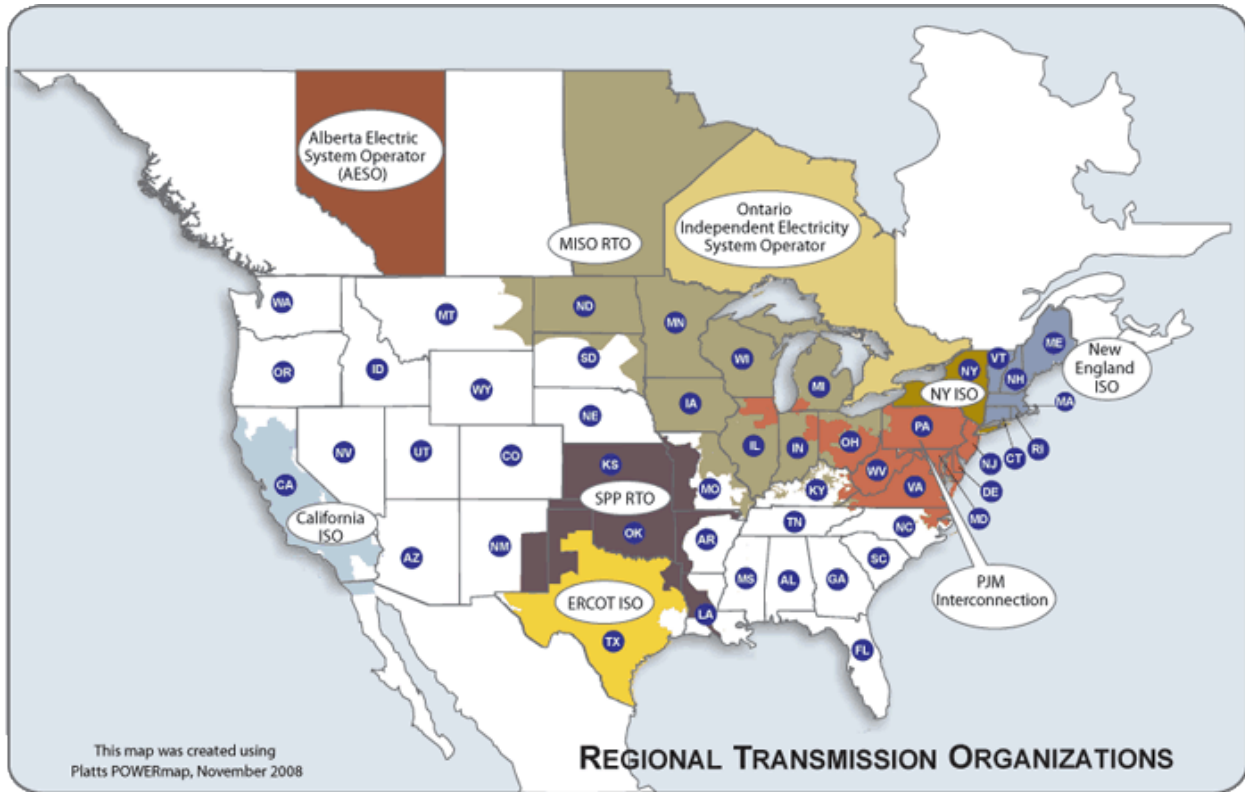 Alberta Electric
System Operator
(AESO)
Ontario
Independent Electricity
System Operator
MISO RTO
WA
MT
ND
MN
OR
ID
WY
SD
WI
MI
NY
VT
ME
NH
New
England
ISO
NY ISO
MA
NE
IA
PA
RI
CT
NJ
NV
UT
CO
KS
IL
IN
OH
WV
VA
DE
MD
CA
California
ISO
SPP RTO
MO
KY
AZ
NM
OK
AR
TN
NC
SC
PJM
Interconnection
MS
AL
GA
ERCOT ISO
LA
TX
FL
This map was created using
Platts POWERmap, November 2008
REGIONAL TRANSMISSION ORGANIZATIONS